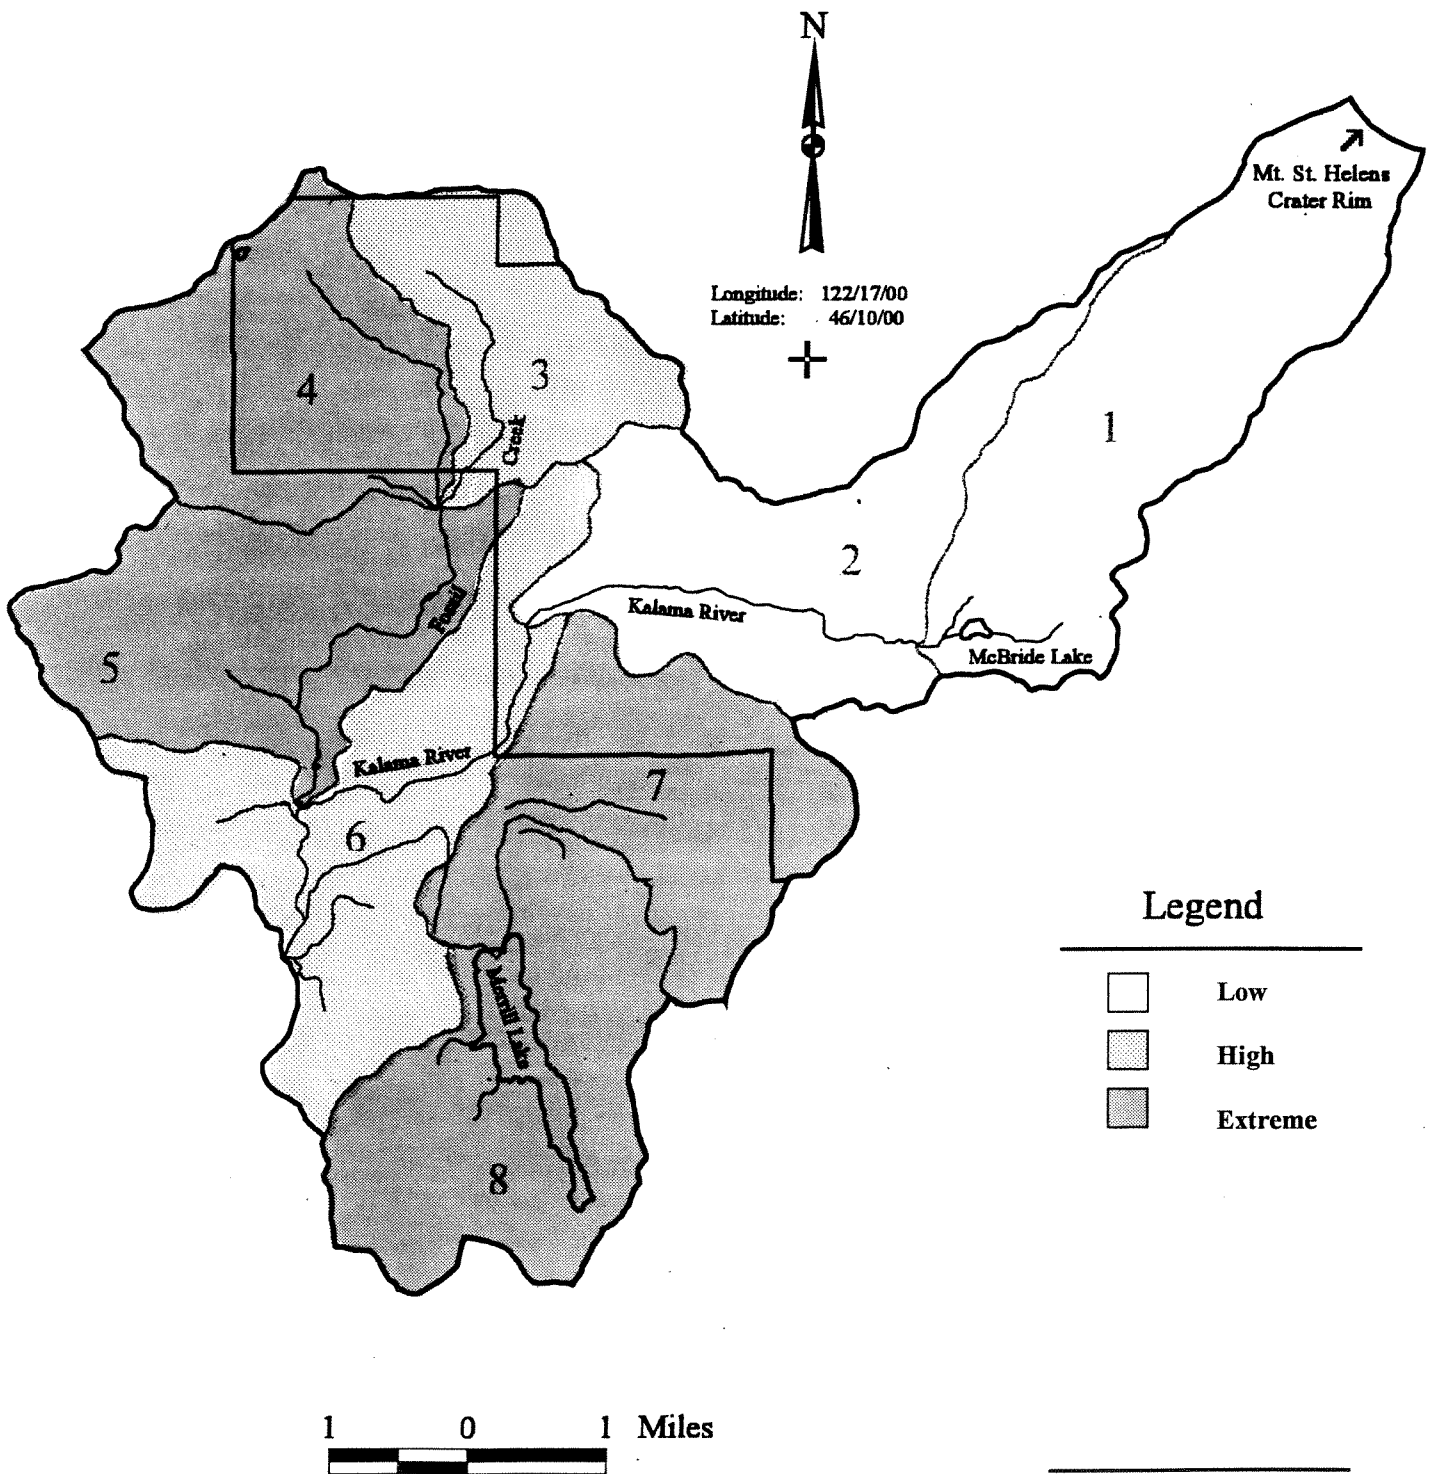 N
Mt. St. Helens
Crater Rim
Longitude: 122/17/00
Latitude: 46/10/00
4
3
1
Creek
2
Fossil
Kalama River
5
McBride Lake
Kalama River
7
6
Merrill Lake
8
Legend
Low
High
Extreme
1 0 1 Miles